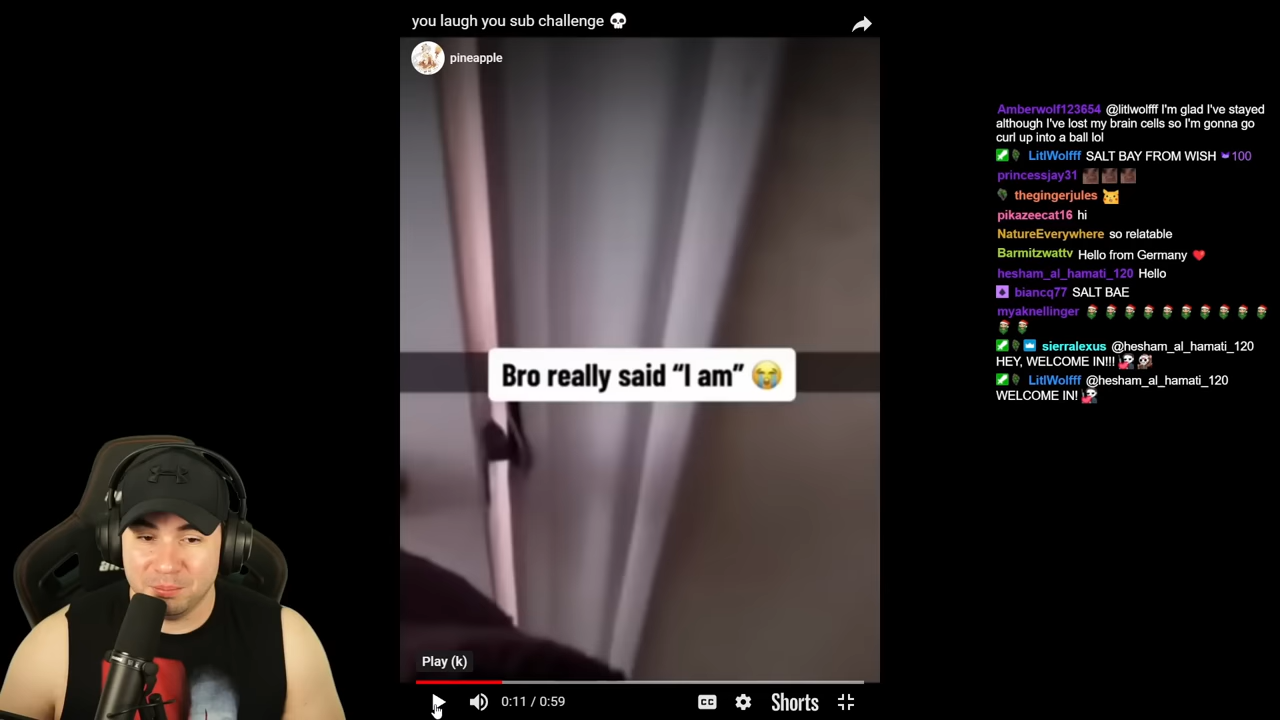 you laugh you sub challenge 💀
pineapple
Bro really said “I am” 😭
Play (k)
0:11 / 0:59
CC
Shorts
Amberwolf123654 @litlwolfff I'm glad I've stayed
although I've lost my brain cells so I'm gonna go
curl up into a ball lol
LitlWolfff SALT BAY FROM WISH 100
princessjay31
thegingerjules
pikazeecat16 hi
NatureEverywhere so relatable
Barmitzwattv Hello from Germany ❤️
hesham_al_hamati_120 Hello
biancq77 SALT BAE
myaknellinger
sierralexus @hesham_al_hamati_120
HEY, WELCOME IN!!!
LitlWolfff @hesham_al_hamati_120
WELCOME IN!